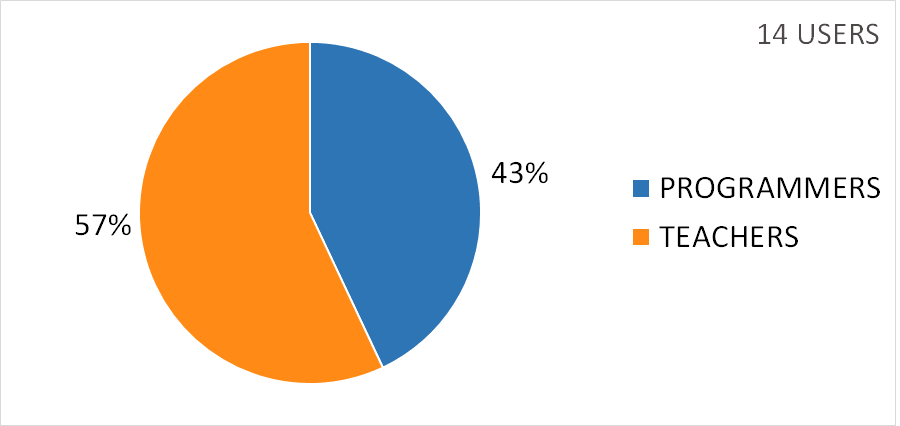 14 USERS
43%
57%
PROGRAMMERS
TEACHERS